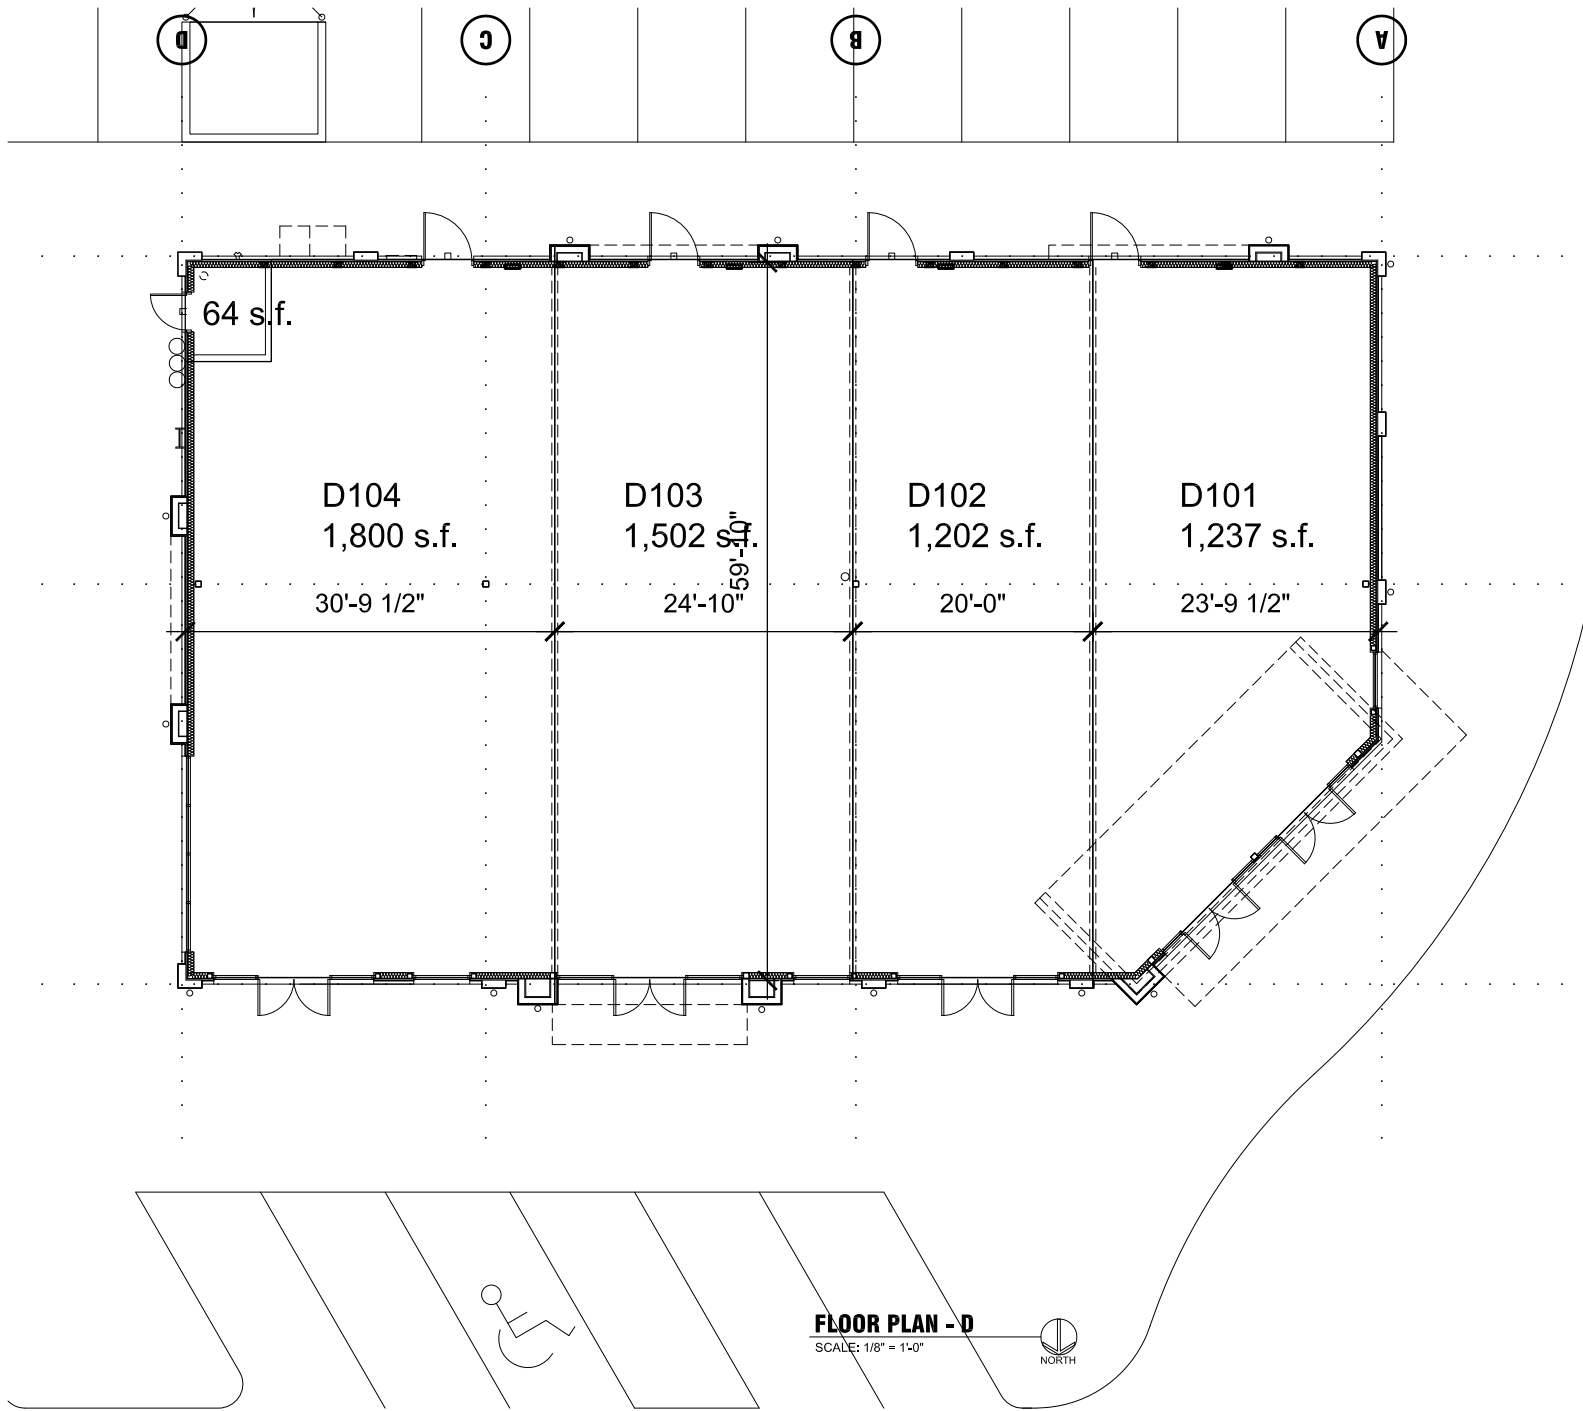 D
C
B
A
64 s.f.
D104
1,800 s.f.
30'-9 1/2"
D103
1,502 s.f.
24'-10"
59'-10"
D102
1,202 s.f.
20'-0"
D101
1,237 s.f.
23'-9 1/2"
FLOOR PLAN - D
SCALE: 1/8" = 1'-0"
NORTH